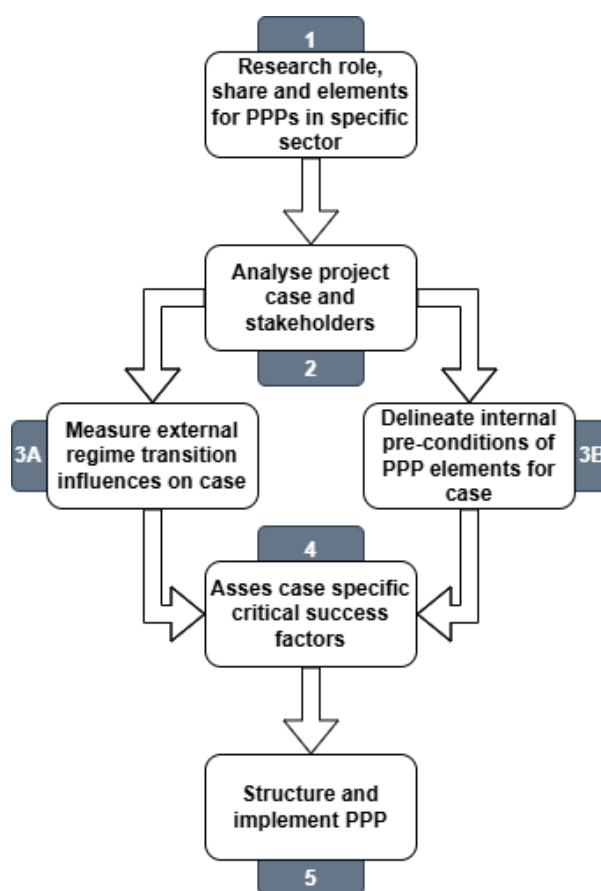 1
Research role,
share and elements
for PPPs in specific
sector
Analyse project
case and
stakeholders
2
3A
Measure external
regime transition
influences on case
Delineate internal
pre-conditions of
PPP elements for
case
3B
4
Asses case specific
critical success
factors
Structure and
implement PPP
5